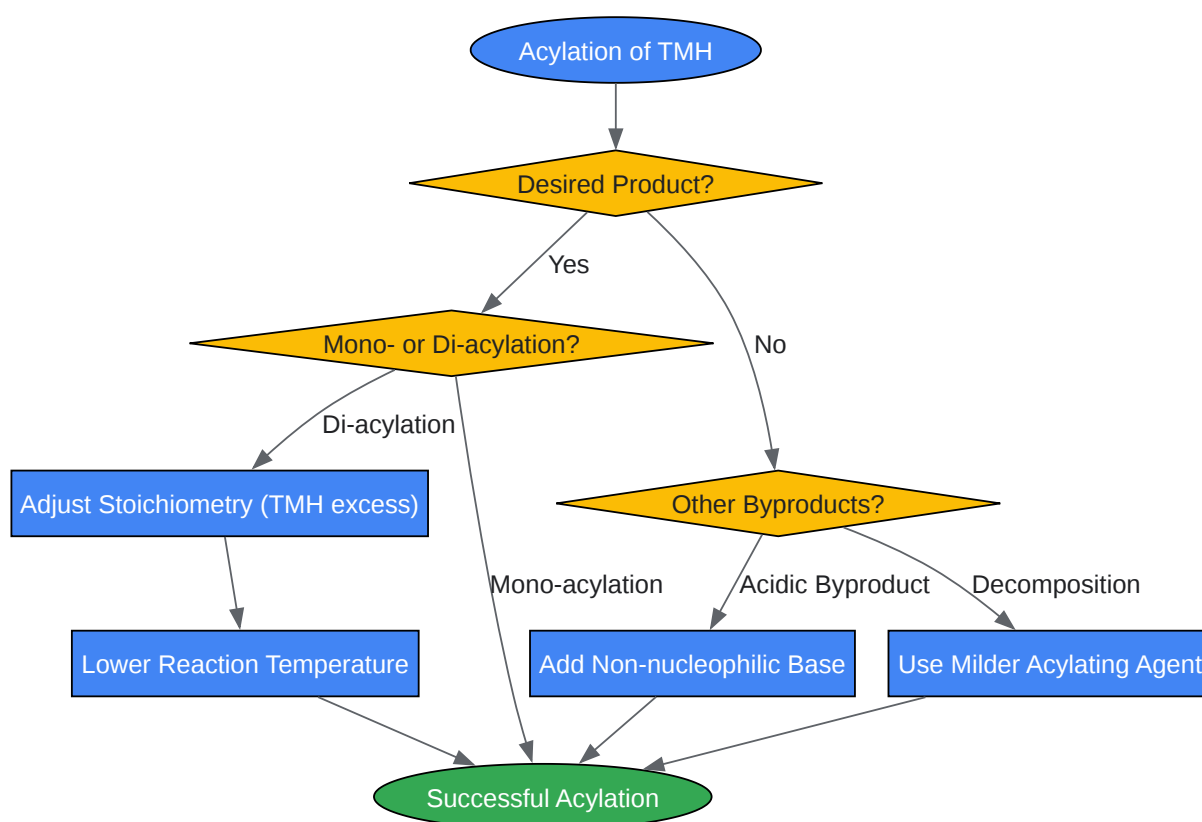 Acylation of TMH
Desired Product?
Yes
Mono- or Di-acylation?
No
Di-acylation
Adjust Stoichiometry (TMH excess)
Other Byproducts?
Mono-acylation
Acidic Byproduct
Decomposition
Lower Reaction Temperature
Add Non-nucleophilic Base
Use Milder Acylating Agent
Successful Acylation